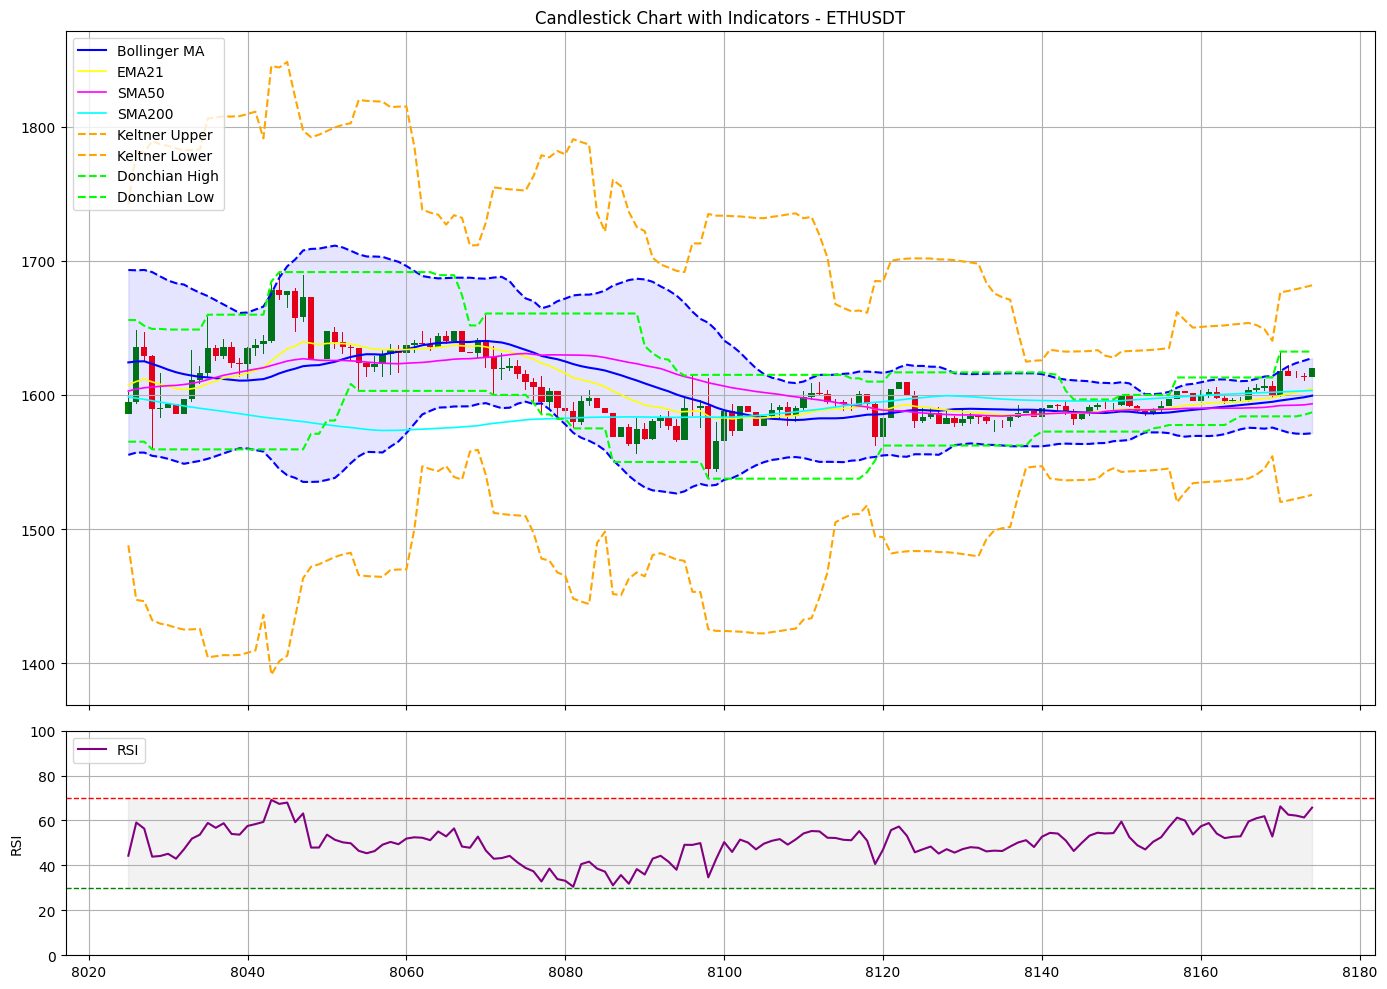 Candlestick Chart with Indicators - ETHUSDT
Bollinger MA
EMA21
SMA50
SMA200
Keltner Upper
Keltner Lower
Donchian High
Donchian Low
1800
1700
1600
1500
1400
RSI
100
80
60
40
20
0
RSI
8020 8040 8060 8080 8100 8120 8140 8160 8180